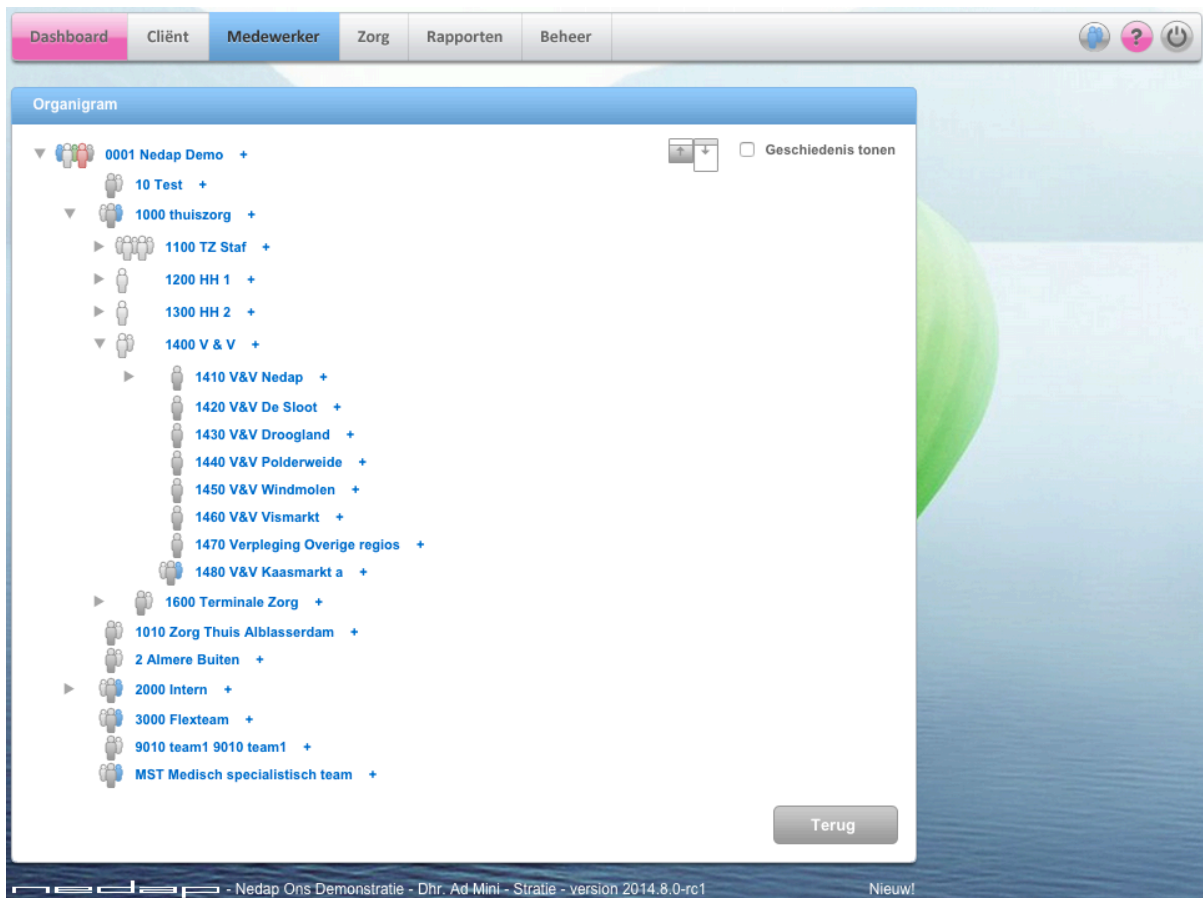 Dashboard Cliënt Medewerker Zorg Rapporten Beheer ?
Organigram
0001 Nedap Demo +
Geschiedenis tonen
10 Test +
1000 thuiszorg +
1100 TZ Staf +
1200 HH 1 +
1300 HH 2 +
1400 V & V +
1410 V&V Nedap +
1420 V&V De Sloot +
1430 V&V Droogland +
1440 V&V Polderweide +
1450 V&V Windmolen +
1460 V&V Vismarkt +
1470 Verpleging Overige regios +
1480 V&V Kaasmarkt a +
1600 Terminale Zorg +
1010 Zorg Thuis Alblasserdam +
2 Almere Buiten +
2000 Intern +
3000 Flexteam +
9010 team1 9010 team1 +
MST Medisch specialistisch team +
Terug
nedap - Nedap Ons Demonstratie - Dhr. Ad Mini - Stratie - version 2014.8.0-rc1 Nieuw!